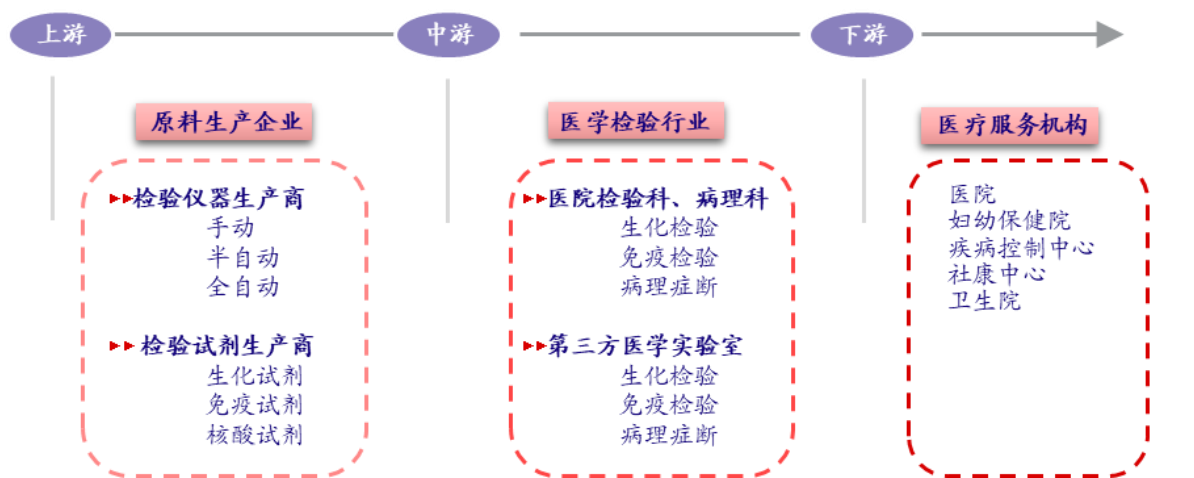 上游
中游
下游
原料生产企业
检验仪器生产商
手动
半自动
全自动
检验试剂生产商
生化试剂
免疫试剂
核酸试剂
医学检验行业
医院检验科、病理科
生化检验
免疫检验
病理症断
第三方医学实验室
生化检验
免疫检验
病理症断
医疗服务机构
医院
妇幼保健院
疾病控制中心
社康中心
卫生院